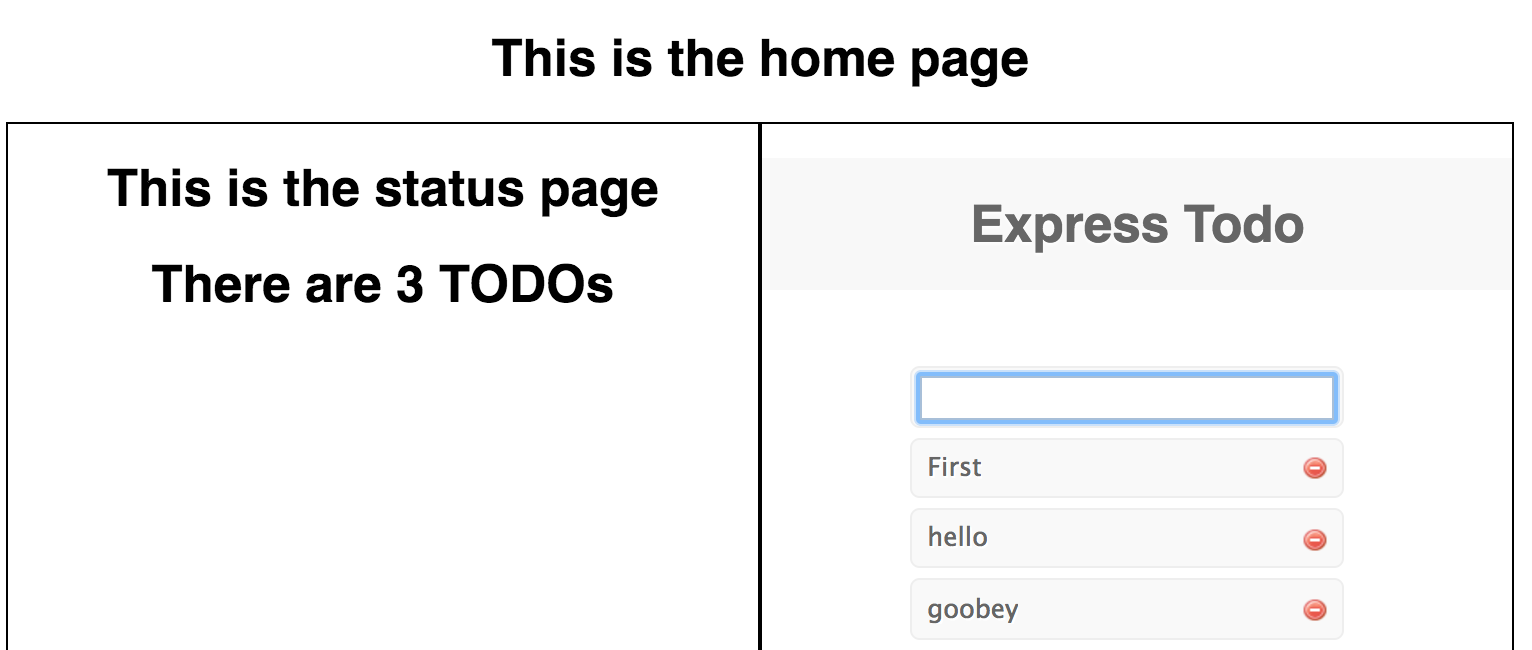 This is the home page
This is the status page
There are 3 TODOs
Express Todo
First
hello
goobey